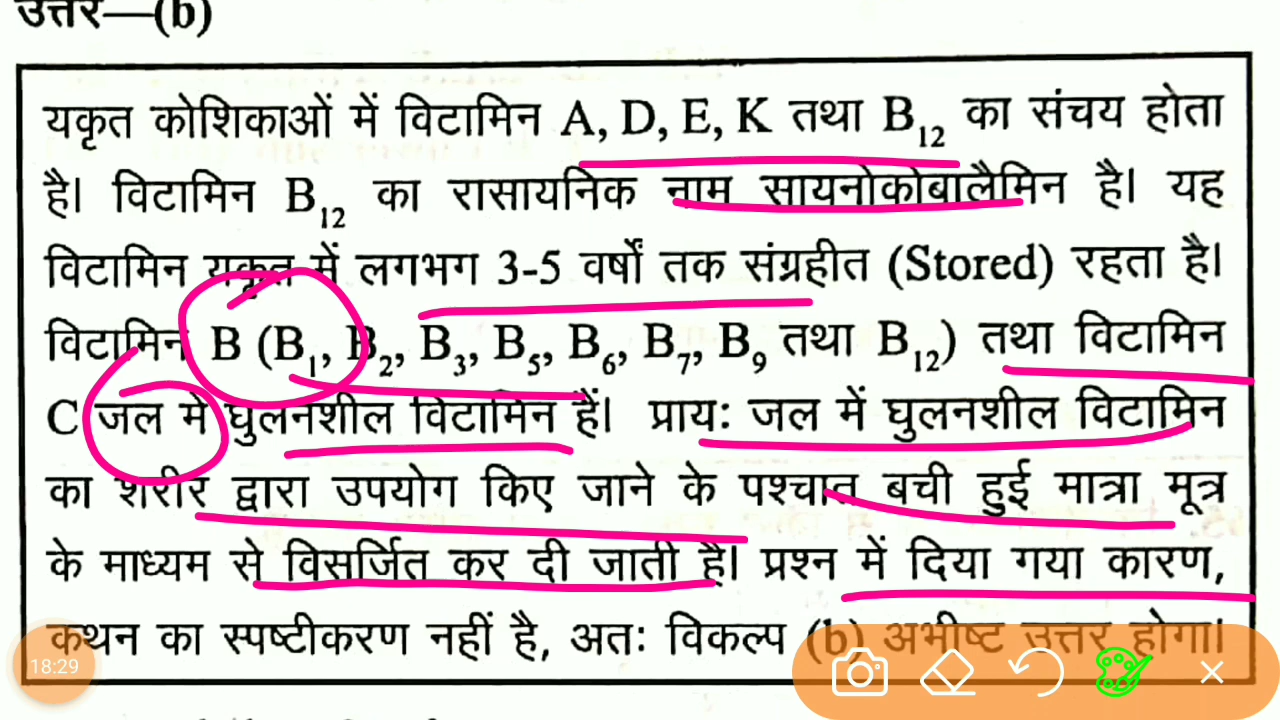 उत्तर—(b)
यकृत कोशिकाओं में विटामिन A, D, E, K तथा B₁₂ का संचय होता
है। विटामिन B₁₂ का रासायनिक नाम सायनोकोबालैमिन है। यह
विटामिन यकृत में लगभग 3-5 वर्षों तक संग्रहीत (Stored) रहता है।
विटामिन B (B₁, B₂, B₃, B₅, B₆, B₇, B₉ तथा B₁₂) तथा विटामिन
C जल में घुलनशील विटामिन हैं। प्रायः जल में घुलनशील विटामिन
का शरीर द्वारा उपयोग किए जाने के पश्चात बची हुई मात्रा मूत्र
के माध्यम से विसर्जित कर दी जाती है। प्रश्न में दिया गया कारण,
कथन का स्पष्टीकरण नहीं है, अतः विकल्प (b) अभीष्ट उत्तर होगा।
18:29